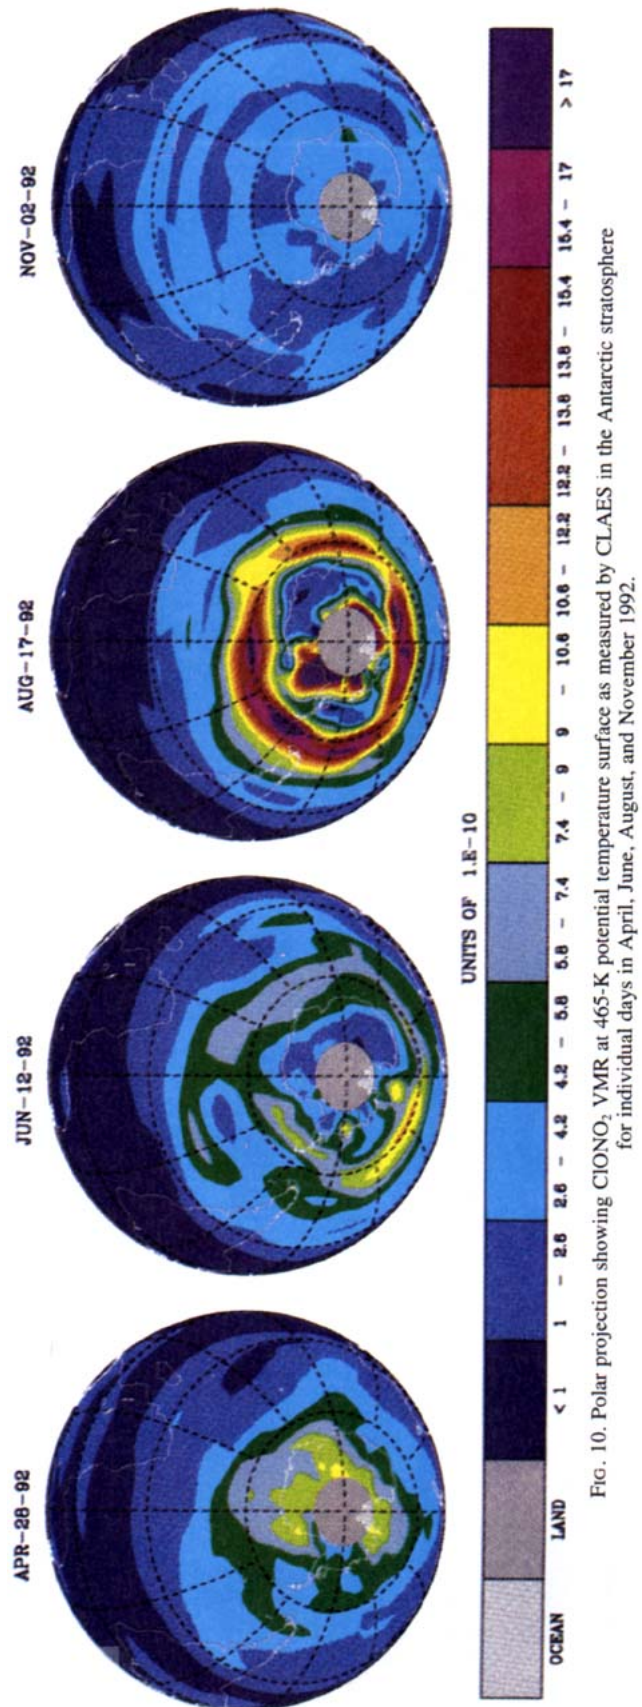 APR-28-92
JUN-12-92
AUG-17-92
NOV-02-92
UNITS OF 1.E-10
OCEAN LAND < 1 1 - 2.6 2.6 - 4.2 4.2 - 5.8 5.8 - 7.4 7.4 - 9 9 - 10.6 10.6 - 12.2 12.2 - 13.8 13.8 - 15.4 15.4 - 17 > 17
FIG. 10. Polar projection showing ClONO₂ VMR at 465-K potential temperature surface as measured by CLAES in the Antarctic stratosphere
for individual days in April, June, August, and November 1992.